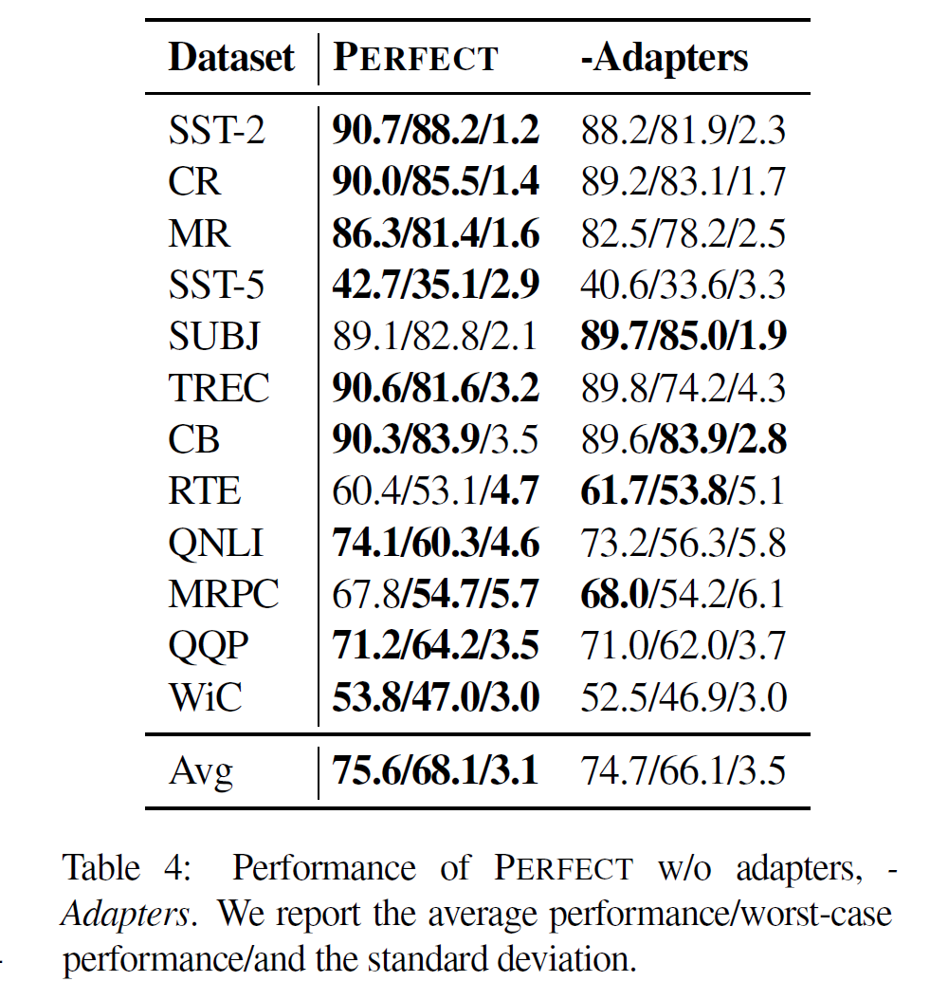 Dataset PERFECT -Adapters
SST-2 90.7/88.2/1.2 88.2/81.9/2.3
CR 90.0/85.5/1.4 89.2/83.1/1.7
MR 86.3/81.4/1.6 82.5/78.2/2.5
SST-5 42.7/35.1/2.9 40.6/33.6/3.3
SUBJ 89.1/82.8/2.1 89.7/85.0/1.9
TREC 90.6/81.6/3.2 89.8/74.2/4.3
CB 90.3/83.9/3.5 89.6/83.9/2.8
RTE 60.4/53.1/4.7 61.7/53.8/5.1
QNLI 74.1/60.3/4.6 73.2/56.3/5.8
MRPC 67.8/54.7/5.7 68.0/54.2/6.1
QQP 71.2/64.2/3.5 71.0/62.0/3.7
WiC 53.8/47.0/3.0 52.5/46.9/3.0
Avg 75.6/68.1/3.1 74.7/66.1/3.5
Table 4: Performance of PERFECT w/o adapters, -
Adapters. We report the average performance/worst-case
performance/and the standard deviation.